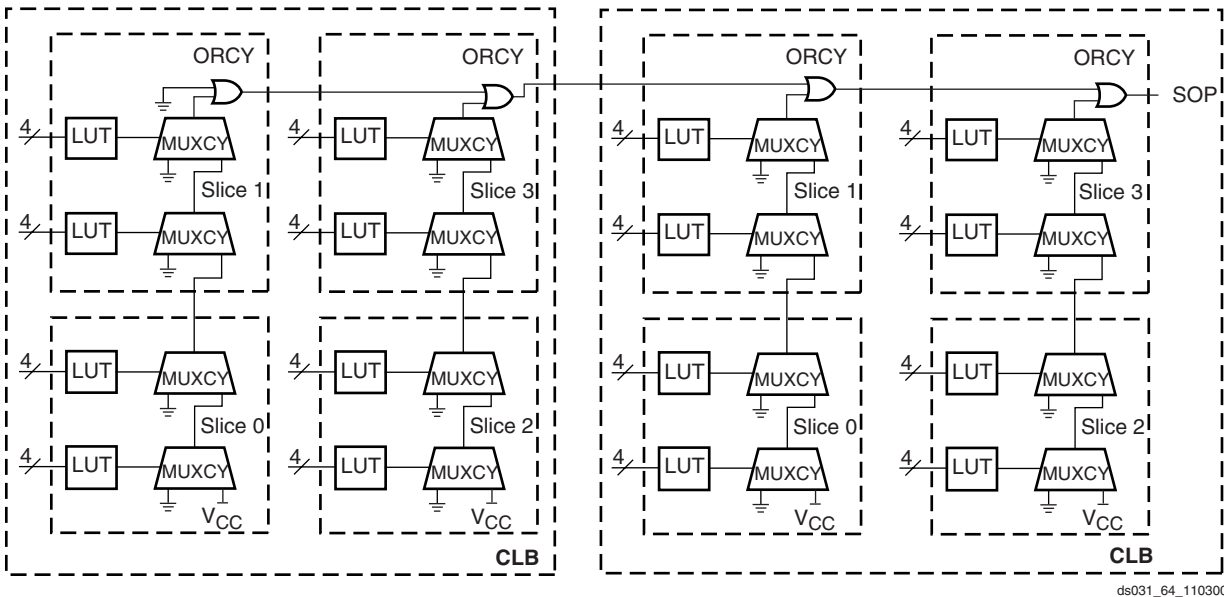 ORCY ORCY ORCY ORCY
SOP
4 LUT MUXCY 4 LUT MUXCY 4 LUT MUXCY 4 LUT MUXCY
Slice 1 Slice 3 Slice 1 Slice 3
4 LUT MUXCY 4 LUT MUXCY 4 LUT MUXCY 4 LUT MUXCY
4 LUT MUXCY 4 LUT MUXCY 4 LUT MUXCY 4 LUT MUXCY
Slice 0 Slice 2 Slice 0 Slice 2
4 LUT MUXCY 4 LUT MUXCY 4 LUT MUXCY 4 LUT MUXCY
VCC VCC VCC VCC
CLB CLB
ds031_64_110300